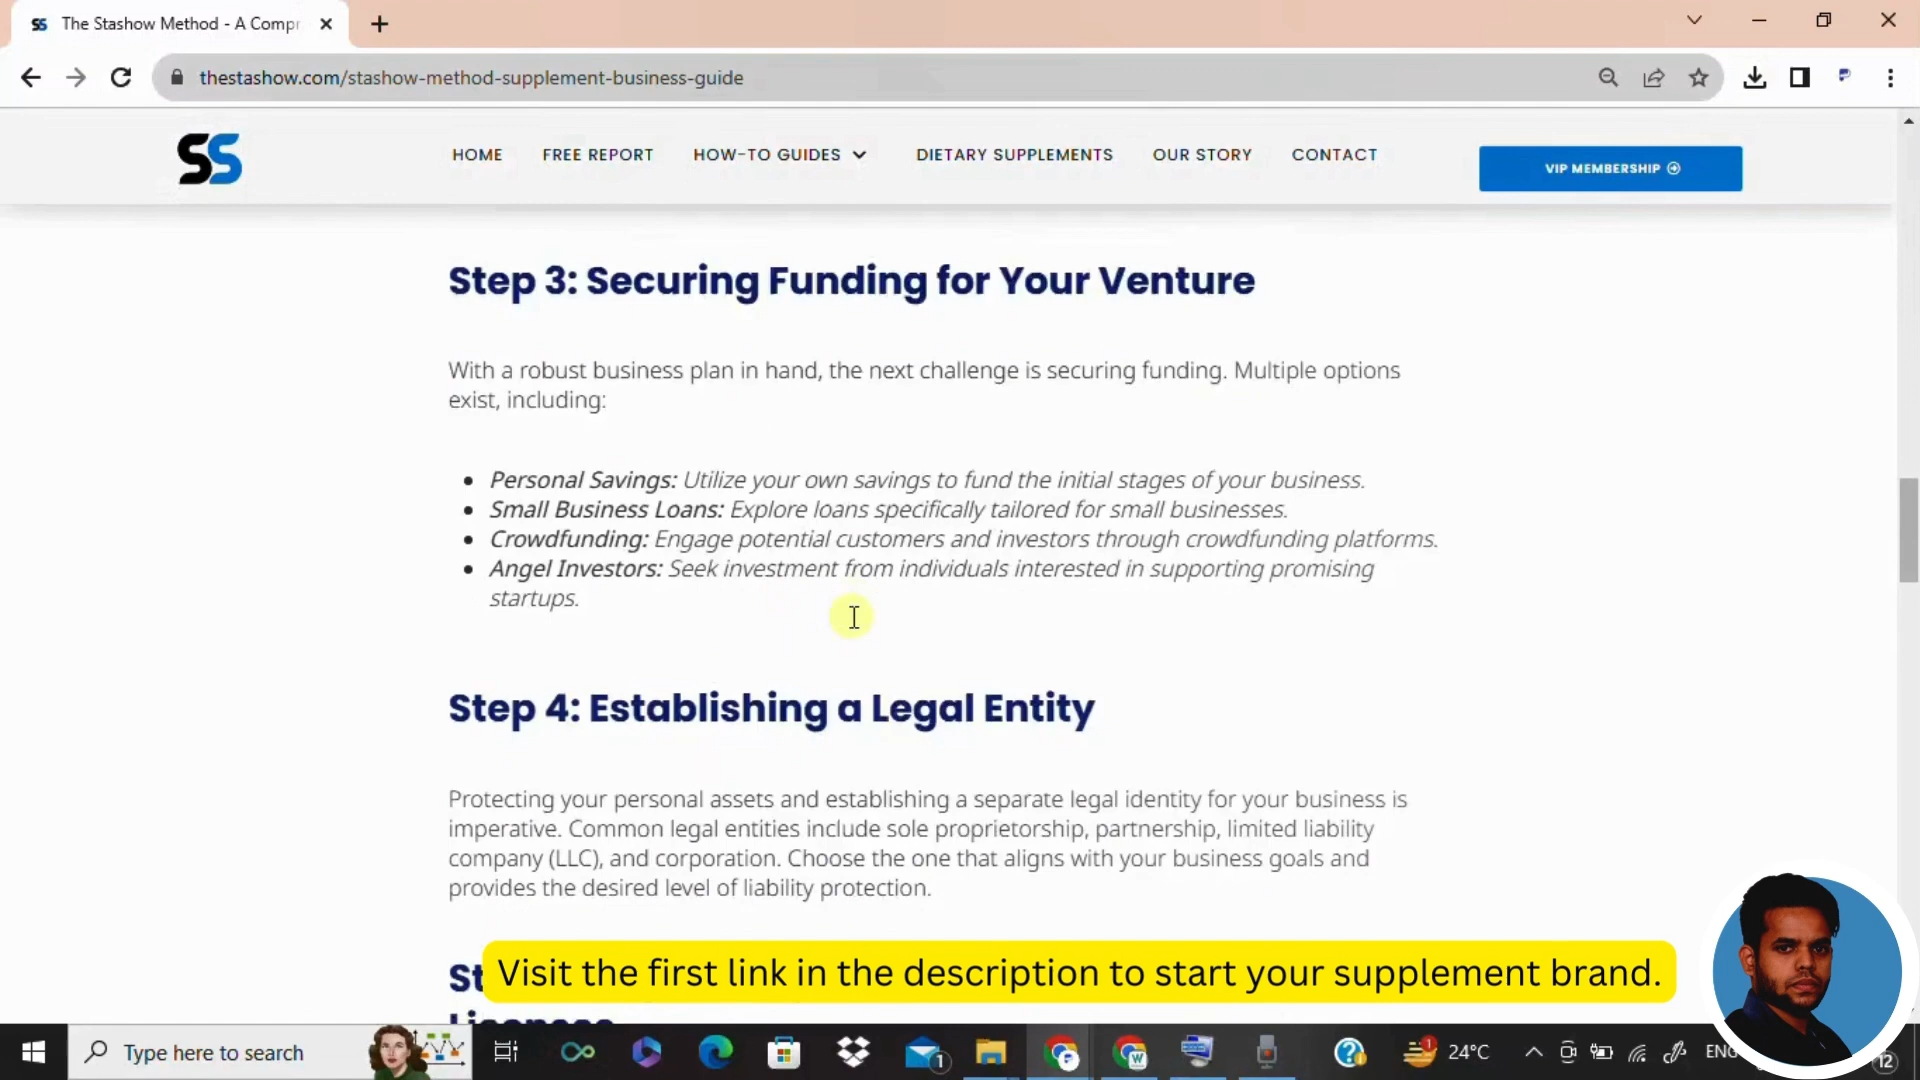 SS The Stashow Method - A Compr
thestashow.com/stashow-method-supplement-business-guide
SS
HOME FREE REPORT HOW-TO GUIDES DIETARY SUPPLEMENTS OUR STORY CONTACT
VIP MEMBERSHIP
Step 3: Securing Funding for Your Venture
With a robust business plan in hand, the next challenge is securing funding. Multiple options
exist, including:
Personal Savings: Utilize your own savings to fund the initial stages of your business.
Small Business Loans: Explore loans specifically tailored for small businesses.
Crowdfunding: Engage potential customers and investors through crowdfunding platforms.
Angel Investors: Seek investment from individuals interested in supporting promising
startups.
Step 4: Establishing a Legal Entity
Protecting your personal assets and establishing a separate legal identity for your business is
imperative. Common legal entities include sole proprietorship, partnership, limited liability
company (LLC), and corporation. Choose the one that aligns with your business goals and
provides the desired level of liability protection.
Visit the first link in the description to start your supplement brand.
Type here to search
1
1
24°C
ENG
12